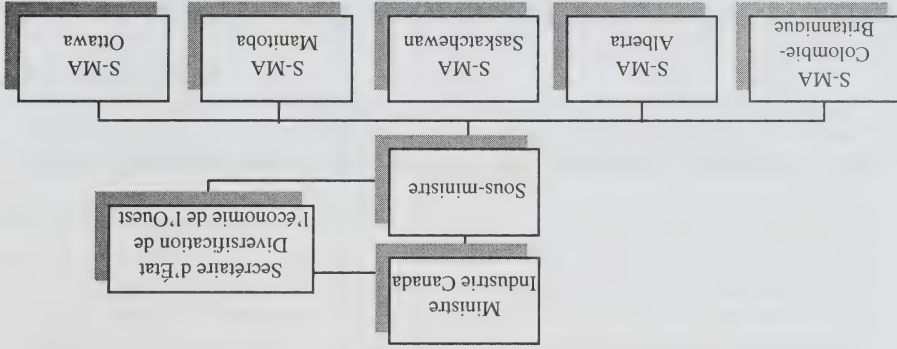 Ministre
Industrie Canada
Secrétaire d'État
Diversification de
l'économie de l'Ouest
Sous-ministre
S-MA
Colombie-
Britannique
S-MA
Alberta
S-MA
Saskatchewan
S-MA
Manitoba
S-MA
Ottawa